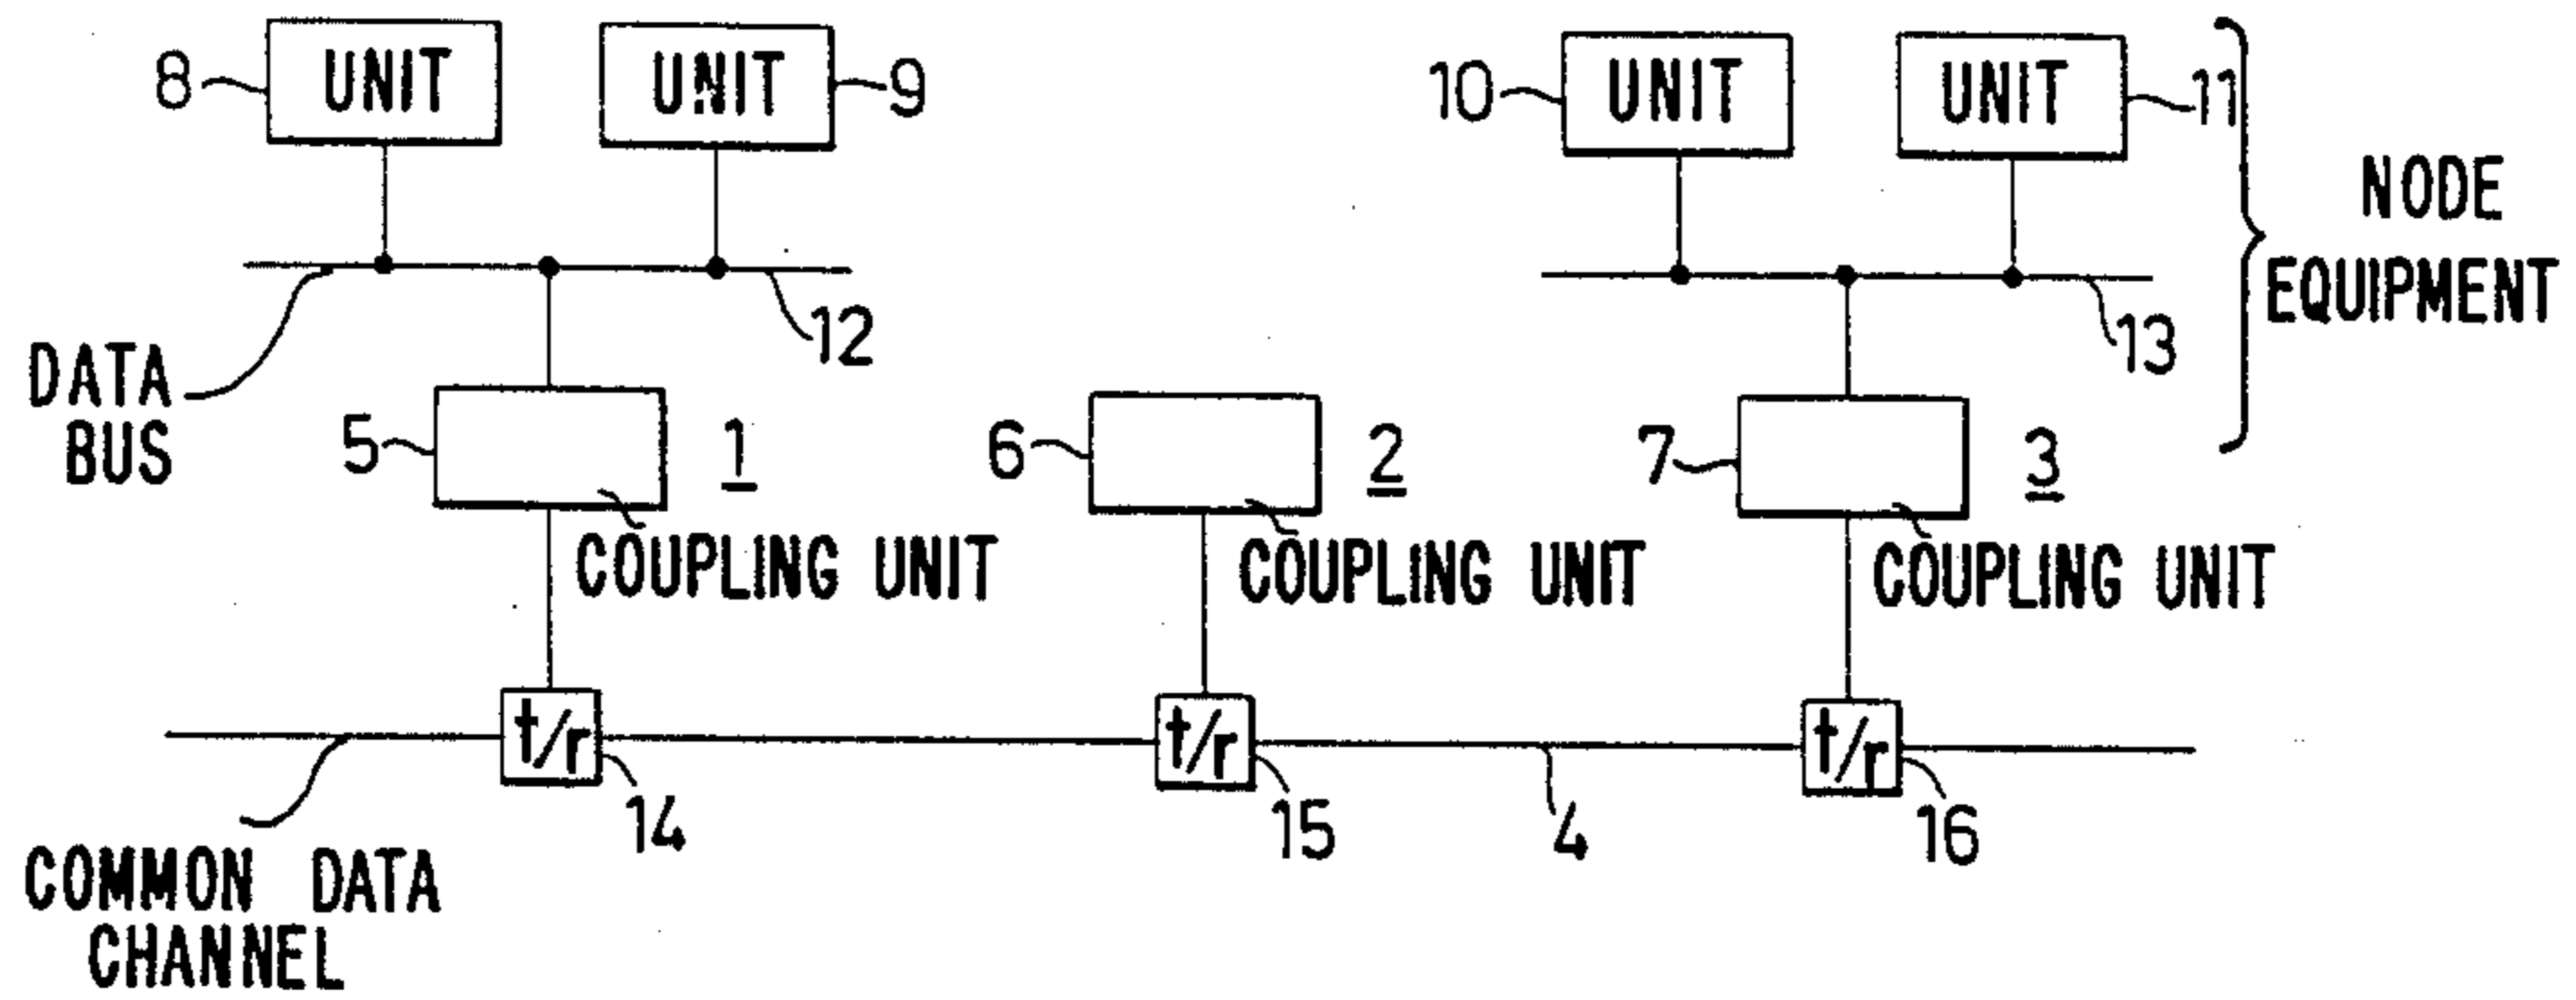 8
UNIT
UNIT
9
10
UNIT
UNIT
11
NODE
EQUIPMENT
12
13
DATA
BUS
5
1
6
2
7
3
COUPLING UNIT
COUPLING UNIT
COUPLING UNIT
t/r
t/r
t/r
14
15
4
16
COMMON DATA
CHANNEL